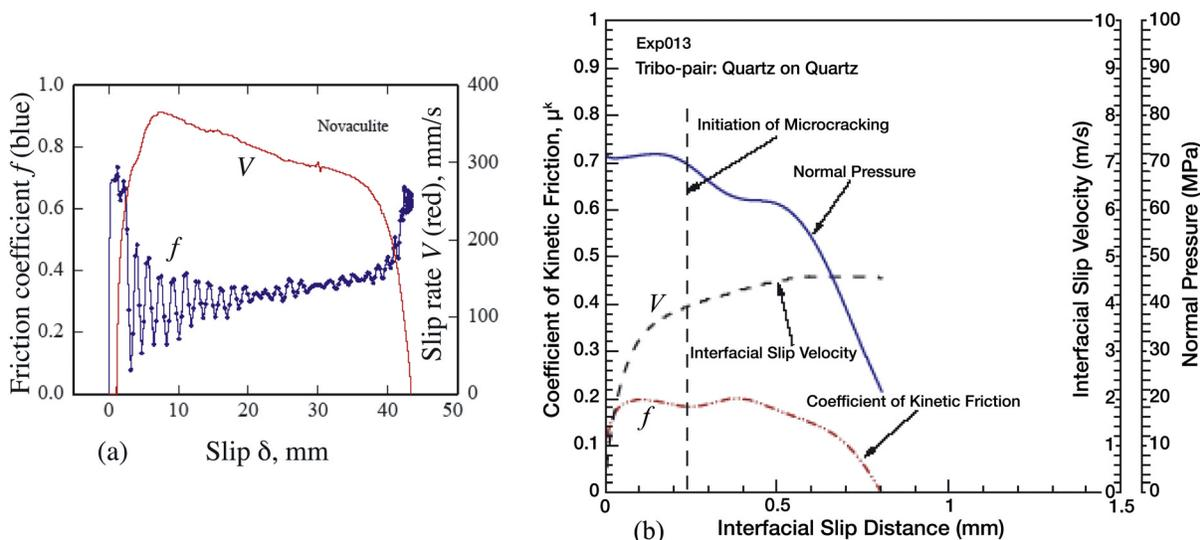 Friction coefficient f (blue)
1.0
0.8
0.6
0.4
0.2
0.0
Novaculite
V
f
400
300
200
100
0
Slip rate V (red), mm/s
0
10
20
30
40
50
(a)
Slip δ, mm
Coefficient of Kinetic Friction, μᵏ
1
0.9
0.8
0.7
0.6
0.5
0.4
0.3
0.2
0.1
0
Exp013
Tribo-pair: Quartz on Quartz
Initiation of Microcracking
Normal Pressure
V
Interfacial Slip Velocity
Coefficient of Kinetic Friction
f
10
9
8
7
6
5
4
3
2
1
0
Interfacial Slip Velocity (m/s)
100
90
80
70
60
50
40
30
20
10
0
Normal Pressure (MPa)
0
0.5
1
1.5
(b)
Interfacial Slip Distance (mm)